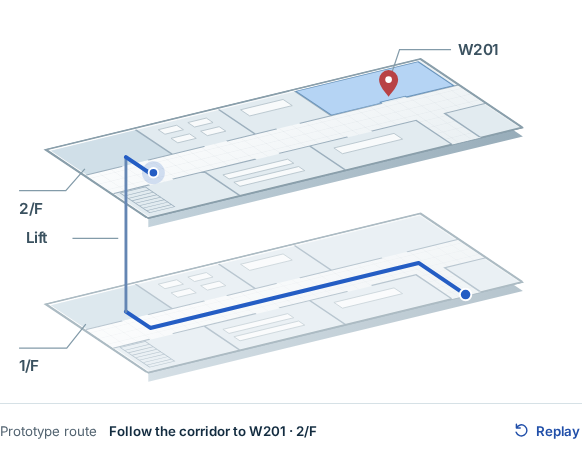 W201
2/F
Lift
1/F
Prototype route Follow the corridor to W201 · 2/F Replay